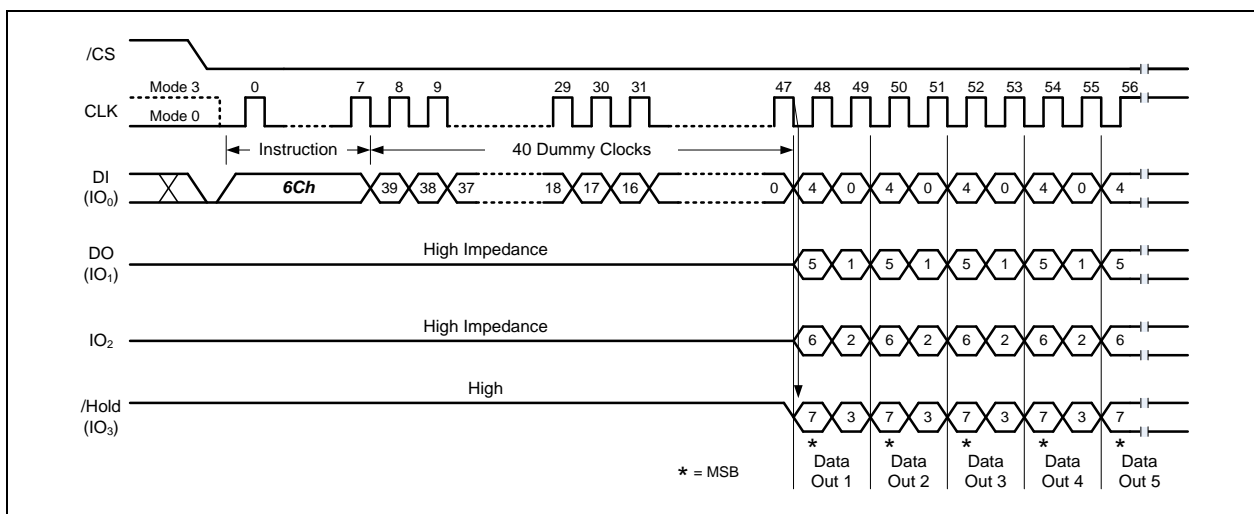 /CS
Mode 3 0 7 8 9 29 30 31 47 48 49 50 51 52 53 54 55 56
CLK
Mode 0
Instruction 40 Dummy Clocks
DI
(IO0) 6Ch 39 38 37 18 17 16 0 4 0 4 0 4 0 4 0 4
High Impedance
DO
(IO1) 5 1 5 1 5 1 5 1 5
High Impedance
IO2 6 2 6 2 6 2 6 2 6
High
/Hold
(IO3) 7 3 7 3 7 3 7 3 7
* * * * *
* = MSB
Data Data Data Data Data
Out 1 Out 2 Out 3 Out 4 Out 5